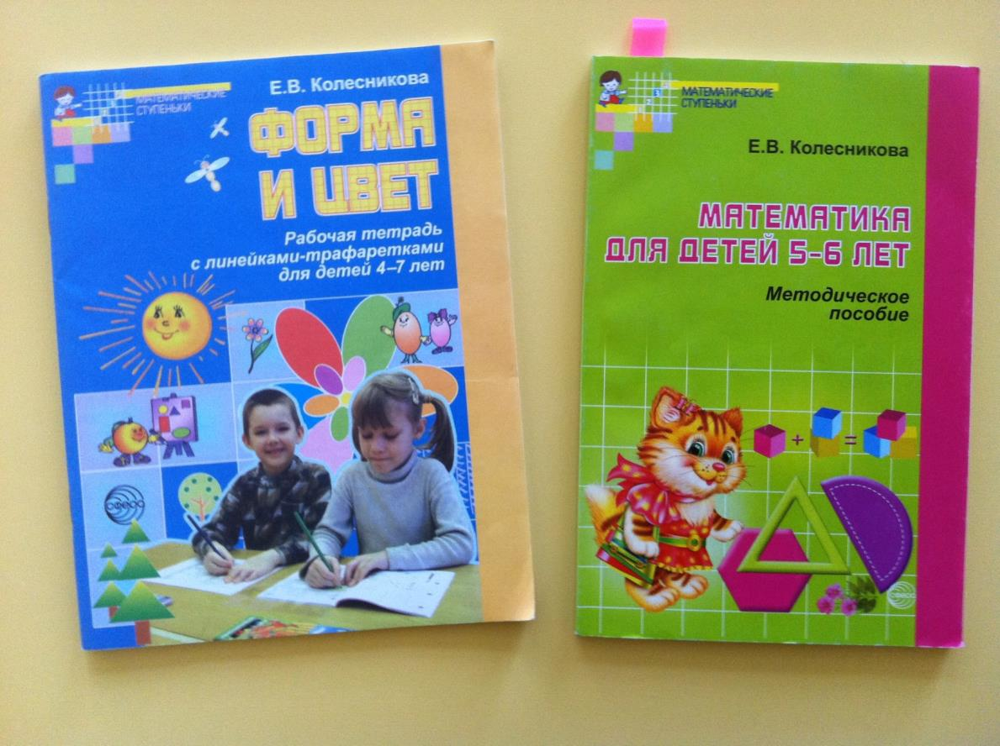 МАТЕМАТИЧЕСКИЕ
СТУПЕНЬКИ
Е.В. Колесникова
ФОРМА
И ЦВЕТ
Рабочая тетрадь
с линейками-трафаретками
для детей 4–7 лет
СФЕРА
МАТЕМАТИЧЕСКИЕ
СТУПЕНЬКИ
Е.В. Колесникова
МАТЕМАТИКА
ДЛЯ ДЕТЕЙ 5–6 ЛЕТ
Методическое
пособие
+ =
СФЕРА